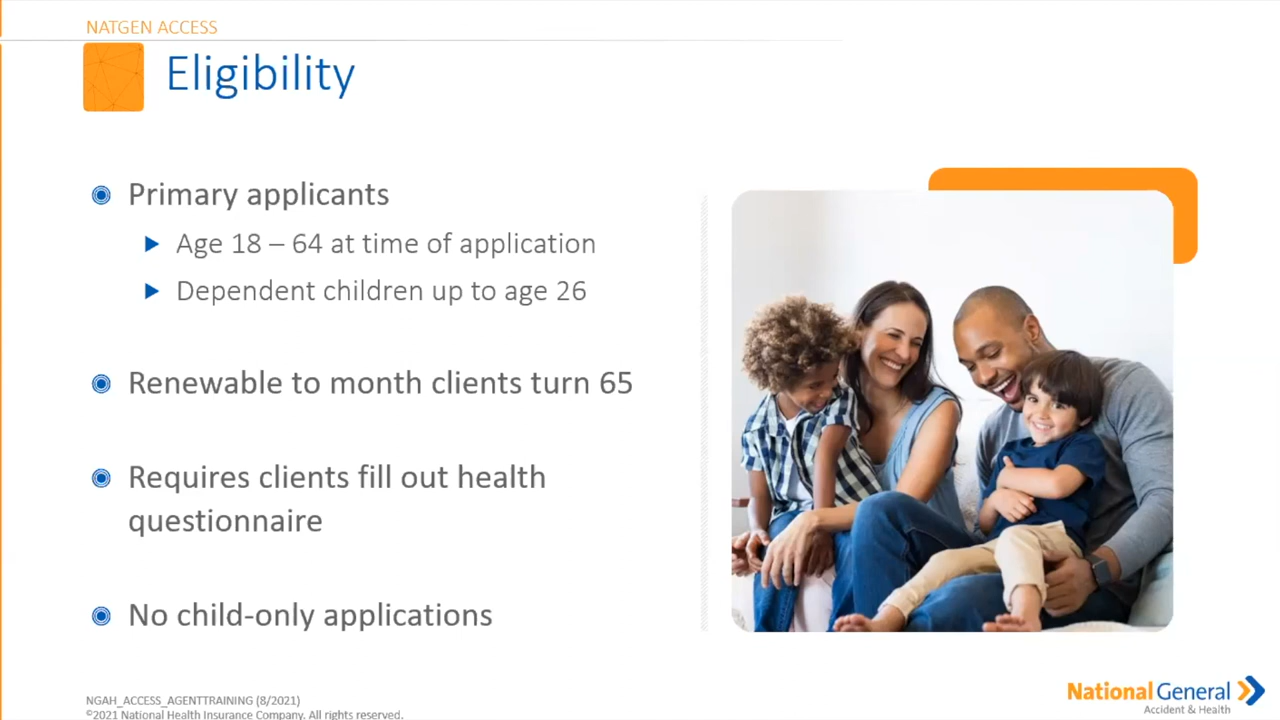 NATGEN ACCESS
Eligibility
Primary applicants
Age 18 – 64 at time of application
Dependent children up to age 26
Renewable to month clients turn 65
Requires clients fill out health
questionnaire
No child-only applications
NGAH_ACCESS_AGENTTRAINING (8/2021)
©2021 National Health Insurance Company. All rights reserved.
National General
Accident & Health